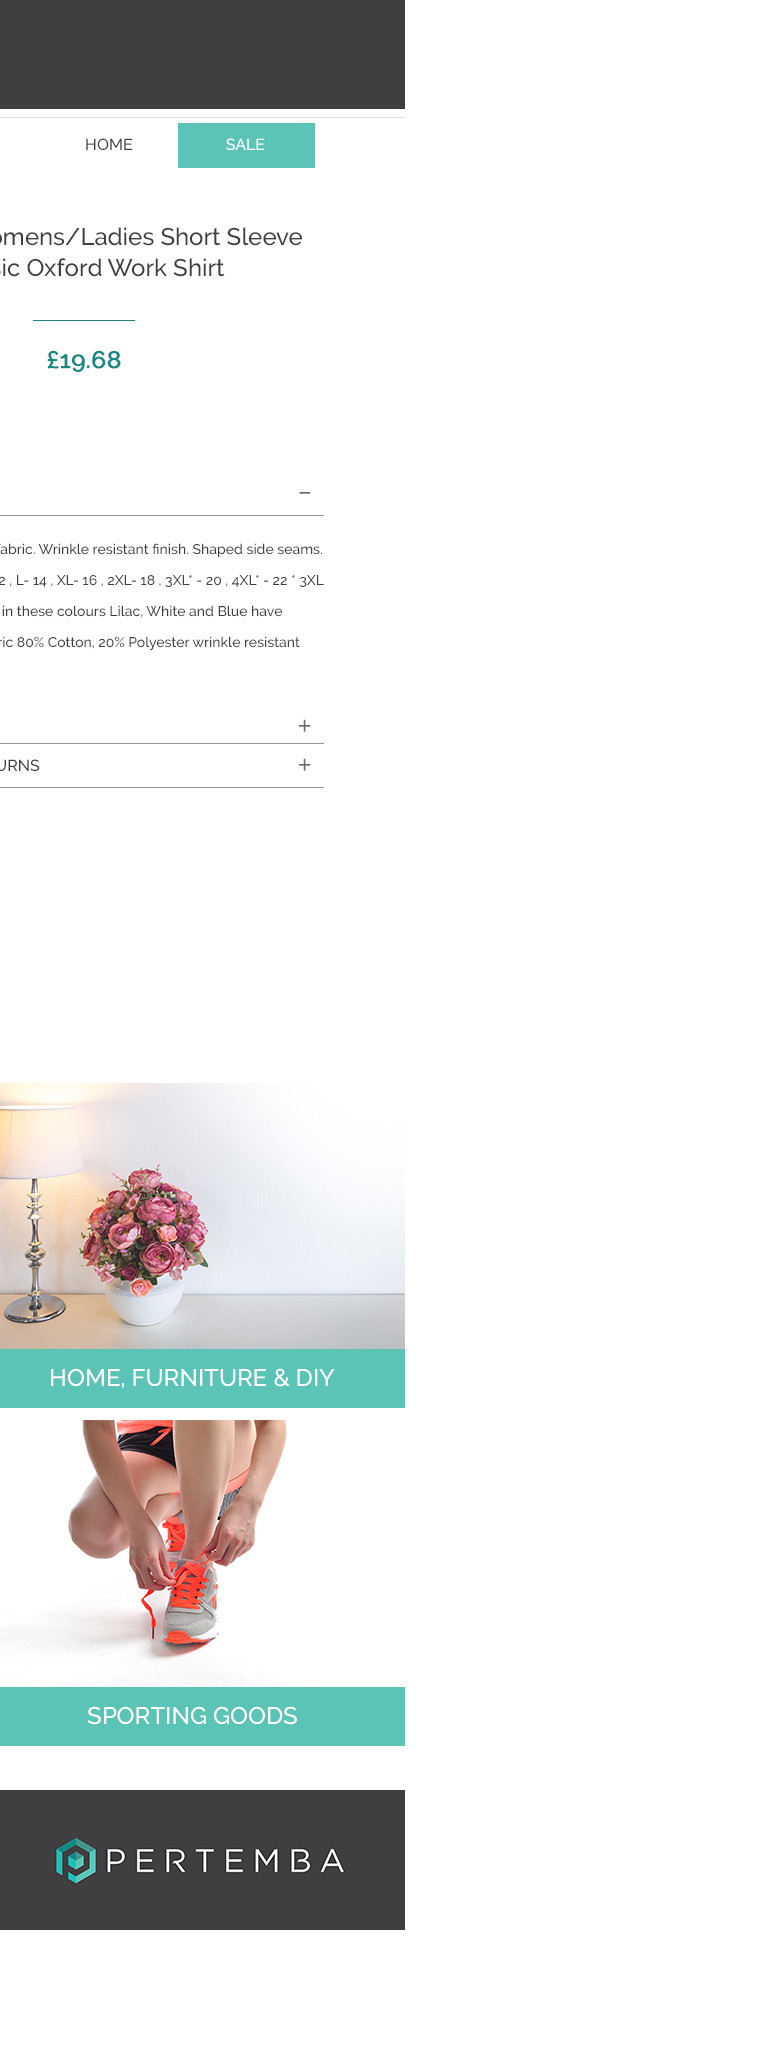 HOME
SALE
omens/Ladies Short Sleeve
sic Oxford Work Shirt
£19.68
−
fabric. Wrinkle resistant finish. Shaped side seams.
2 , L- 14 , XL- 16 , 2XL- 18 , 3XL* - 20 , 4XL* - 22 * 3XL
in these colours Lilac, White and Blue have
ric 80% Cotton, 20% Polyester wrinkle resistant
+
URNS +
HOME, FURNITURE & DIY
SPORTING GOODS
PERTEMBA